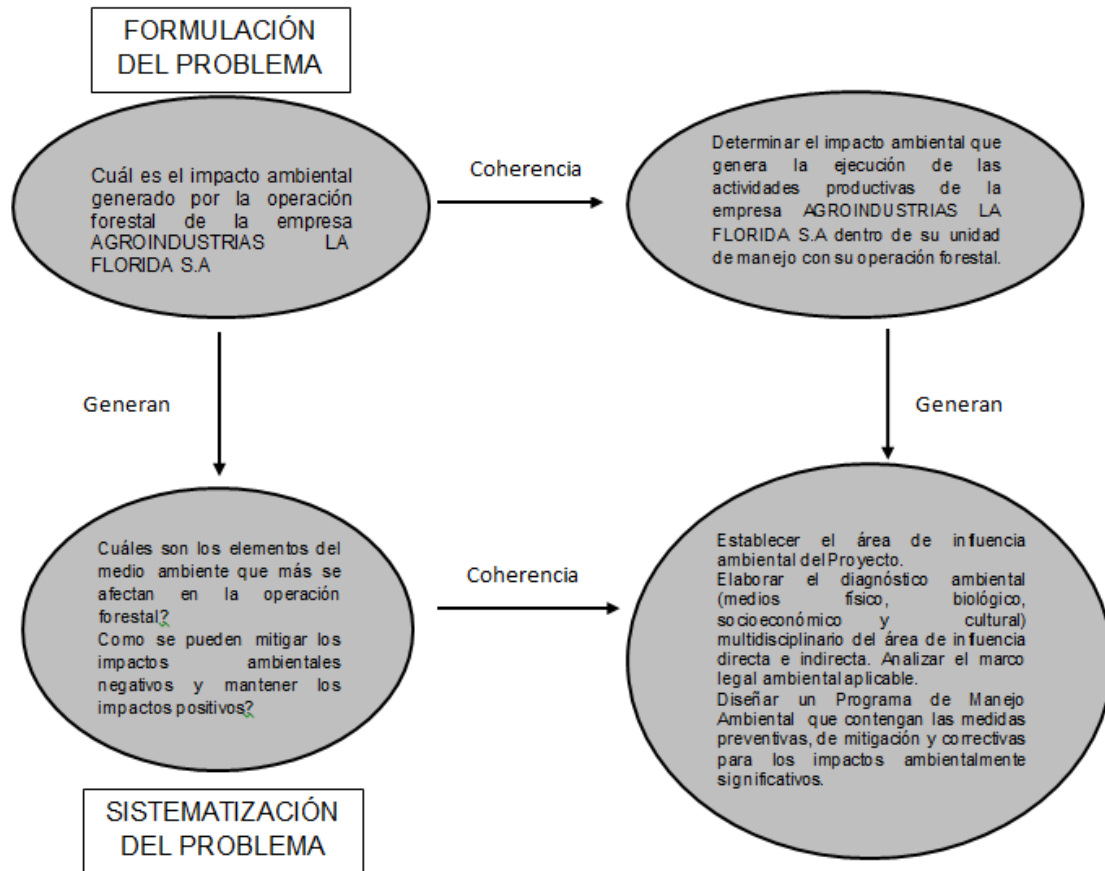 FORMULACIÓN
DEL PROBLEMA
Cuál es el impacto ambiental
generado por la operación
forestal de la empresa
AGROINDUSTRIAS LA
FLORIDA S.A
Coherencia
Determinar el impacto ambiental que
genera la ejecución de las
actividades productivas de la
empresa AGROINDUSTRIAS LA
FLORIDA S.A dentro de su unidad
de manejo con su operación forestal.
Generan
Generan
Cuáles son los elementos del
medio ambiente que más se
afectan en la operación
forestal?
Como se pueden mitigar los
impactos ambientales
negativos y mantener los
impactos positivos?
Coherencia
Establecer el área de influencia
ambiental del Proyecto.
Elaborar el diagnóstico ambiental
(medios físico, biológico,
socioeconómico y cultural)
multidisciplinario del área de influencia
directa e indirecta. Analizar el marco
legal ambiental aplicable.
Diseñar un Programa de Manejo
Ambiental que contengan las medidas
preventivas, de mitigación y correctivas
para los impactos ambientalmente
significativos.
SISTEMATIZACIÓN
DEL PROBLEMA